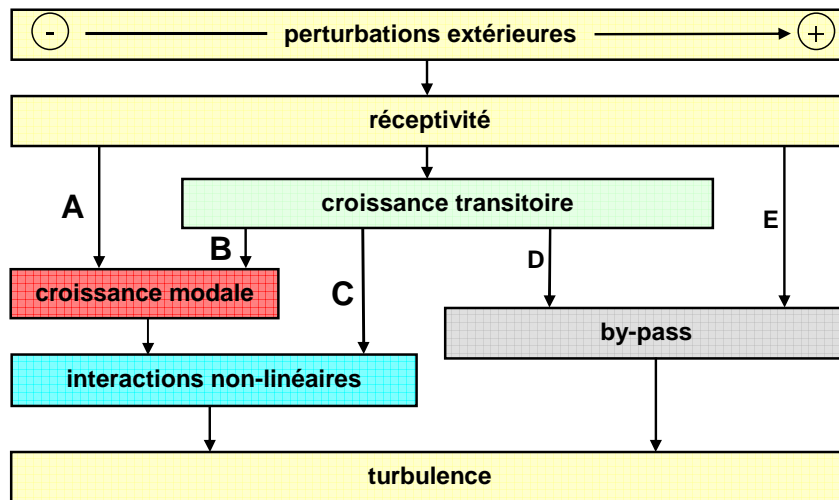 - perturbations extérieures +
réceptivité
A
croissance transitoire
E
B
D
croissance modale
C
by-pass
interactions non-linéaires
turbulence